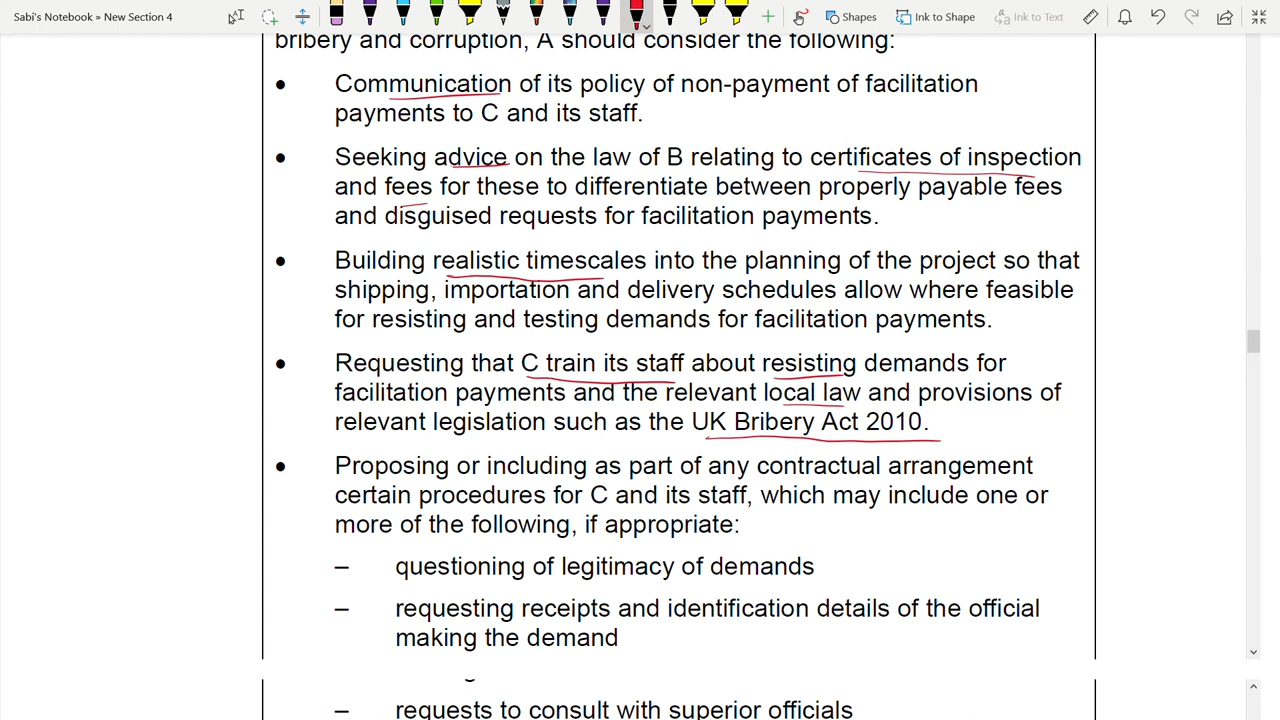 Sabi's Notebook » New Section 4
Shapes
Ink to Shape
Ink to Text
bribery and corruption, A should consider the following:
• Communication of its policy of non-payment of facilitation
payments to C and its staff.
• Seeking advice on the law of B relating to certificates of inspection
and fees for these to differentiate between properly payable fees
and disguised requests for facilitation payments.
• Building realistic timescales into the planning of the project so that
shipping, importation and delivery schedules allow where feasible
for resisting and testing demands for facilitation payments.
• Requesting that C train its staff about resisting demands for
facilitation payments and the relevant local law and provisions of
relevant legislation such as the UK Bribery Act 2010.
• Proposing or including as part of any contractual arrangement
certain procedures for C and its staff, which may include one or
more of the following, if appropriate:
– questioning of legitimacy of demands
– requesting receipts and identification details of the official
making the demand
– requests to consult with superior officials